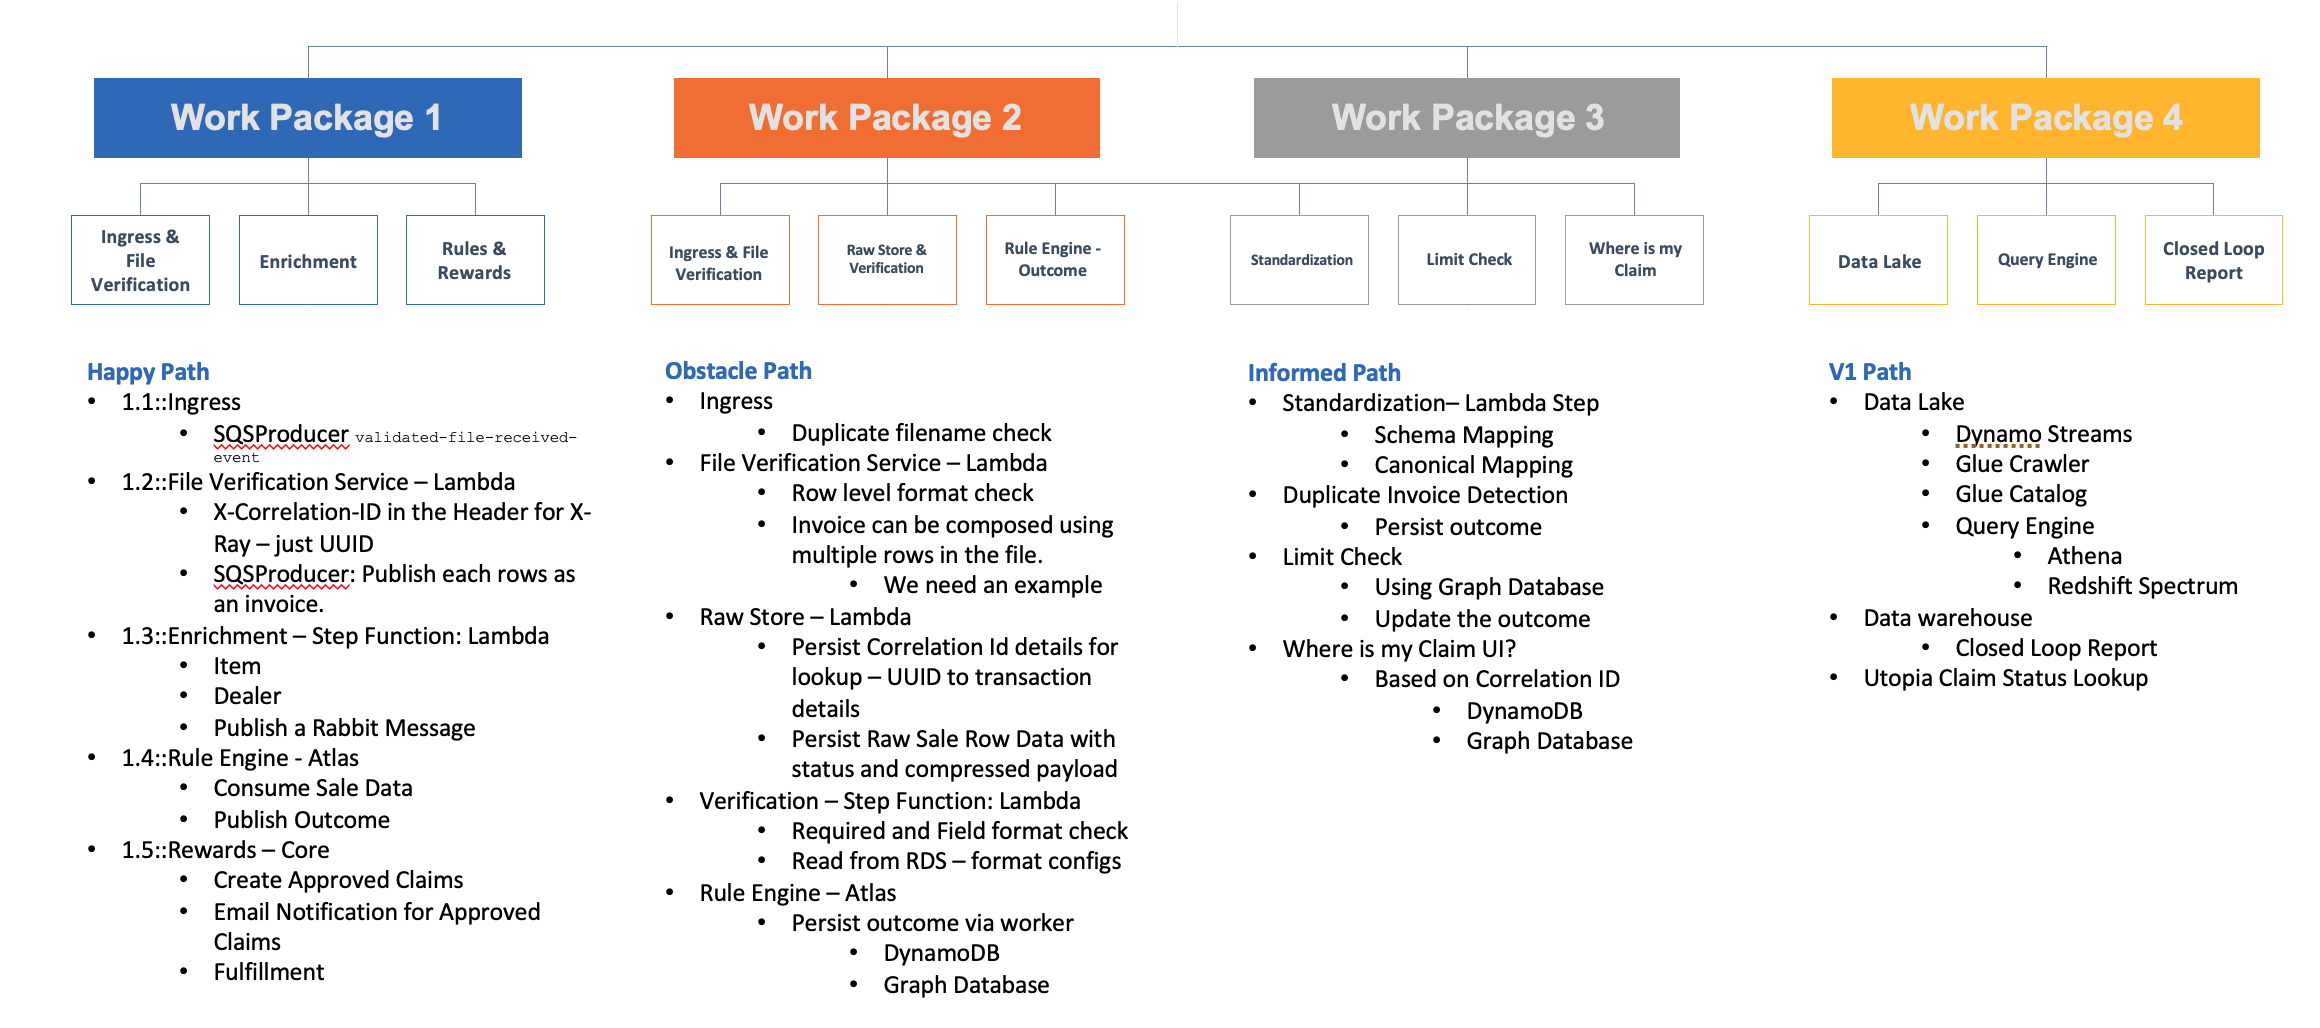 Work Package 1
Work Package 2
Work Package 3
Work Package 4
Ingress &
File
Verification
Enrichment
Rules &
Rewards
Ingress & File
Verification
Raw Store &
Verification
Rule Engine -
Outcome
Standardization
Limit Check
Where is my
Claim
Data Lake
Query Engine
Closed Loop
Report
Happy Path
• 1.1::Ingress
• SQSProducer validated-file-received-
event
• 1.2::File Verification Service – Lambda
• X-Correlation-ID in the Header for X-
Ray – just UUID
• SQSProducer: Publish each rows as
an invoice.
• 1.3::Enrichment – Step Function: Lambda
• Item
• Dealer
• Publish a Rabbit Message
• 1.4::Rule Engine - Atlas
• Consume Sale Data
• Publish Outcome
• 1.5::Rewards – Core
• Create Approved Claims
• Email Notification for Approved
Claims
• Fulfillment
Obstacle Path
• Ingress
• Duplicate filename check
• File Verification Service – Lambda
• Row level format check
• Invoice can be composed using
multiple rows in the file.
• We need an example
• Raw Store – Lambda
• Persist Correlation Id details for
lookup – UUID to transaction
details
• Persist Raw Sale Row Data with
status and compressed payload
• Verification – Step Function: Lambda
• Required and Field format check
• Read from RDS – format configs
• Rule Engine – Atlas
• Persist outcome via worker
• DynamoDB
• Graph Database
Informed Path
• Standardization– Lambda Step
• Schema Mapping
• Canonical Mapping
• Duplicate Invoice Detection
• Persist outcome
• Limit Check
• Using Graph Database
• Update the outcome
• Where is my Claim UI?
• Based on Correlation ID
• DynamoDB
• Graph Database
V1 Path
• Data Lake
• Dynamo Streams
• Glue Crawler
• Glue Catalog
• Query Engine
• Athena
• Redshift Spectrum
• Data warehouse
• Closed Loop Report
• Utopia Claim Status Lookup